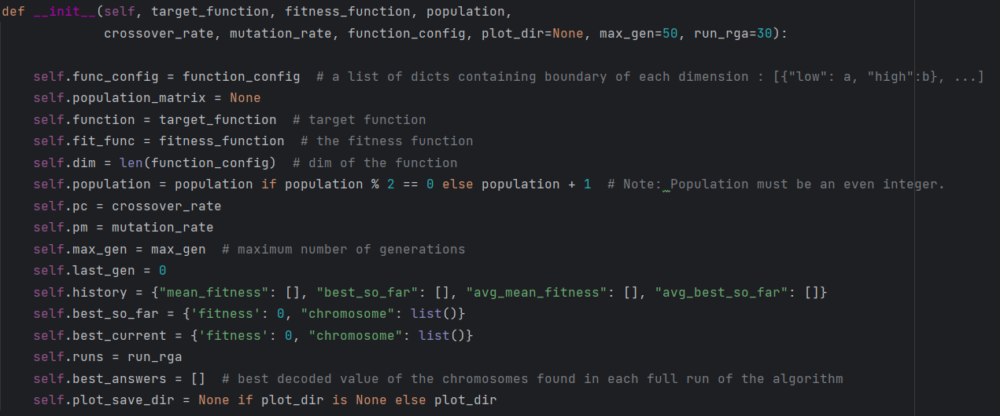 def __init__(self, target_function, fitness_function, population,
             crossover_rate, mutation_rate, function_config, plot_dir=None, max_gen=50, run_rga=30):
    self.func_config = function_config  # a list of dicts containing boundary of each dimension : [{"low": a, "high":b}, ...]
    self.population_matrix = None
    self.function = target_function  # target function
    self.fit_func = fitness_function  # the fitness function
    self.dim = len(function_config)  # dim of the function
    self.population = population if population % 2 == 0 else population + 1  # Note: Population must be an even integer.
    self.pc = crossover_rate
    self.pm = mutation_rate
    self.max_gen = max_gen  # maximum number of generations
    self.last_gen = 0
    self.history = {"mean_fitness": [], "best_so_far": [], "avg_mean_fitness": [], "avg_best_so_far": []}
    self.best_so_far = {'fitness': 0, "chromosome": list()}
    self.best_current = {'fitness': 0, "chromosome": list()}
    self.runs = run_rga
    self.best_answers = []  # best decoded value of the chromosomes found in each full run of the algorithm
    self.plot_save_dir = None if plot_dir is None else plot_dir